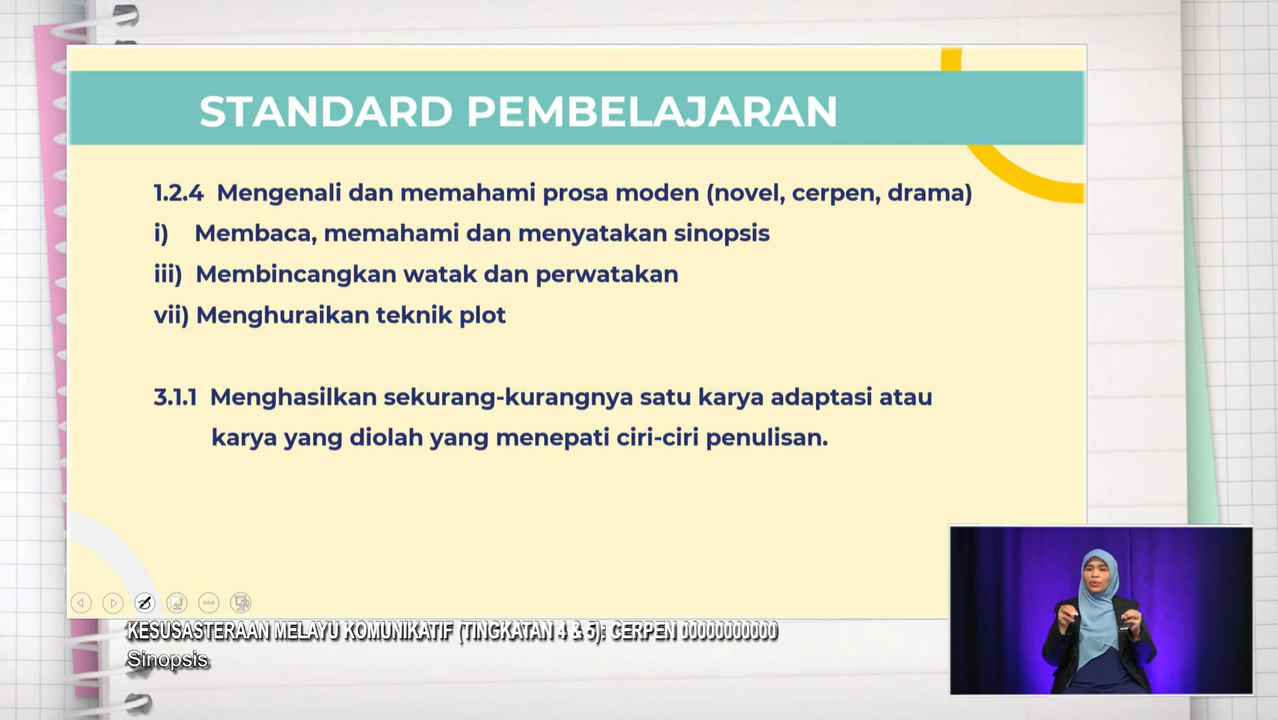 STANDARD PEMBELAJARAN
1.2.4 Mengenali dan memahami prosa moden (novel, cerpen, drama)
i) Membaca, memahami dan menyatakan sinopsis
iii) Membincangkan watak dan perwatakan
vii) Menghuraikan teknik plot
3.1.1 Menghasilkan sekurang-kurangnya satu karya adaptasi atau
karya yang diolah yang menepati ciri-ciri penulisan.
KESUSASTERAAN MELAYU KOMUNIKATIF (TINGKATAN 4 & 5): CERPEN 00000000000
Sinopsis